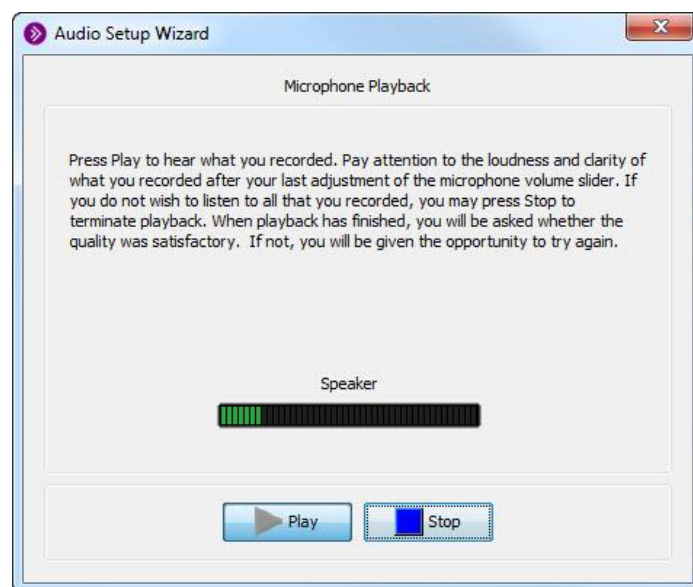 Audio Setup Wizard
Microphone Playback
Press Play to hear what you recorded. Pay attention to the loudness and clarity of
what you recorded after your last adjustment of the microphone volume slider. If
you do not wish to listen to all that you recorded, you may press Stop to
terminate playback. When playback has finished, you will be asked whether the
quality was satisfactory.  If not, you will be given the opportunity to try again.
Speaker
Play
Stop